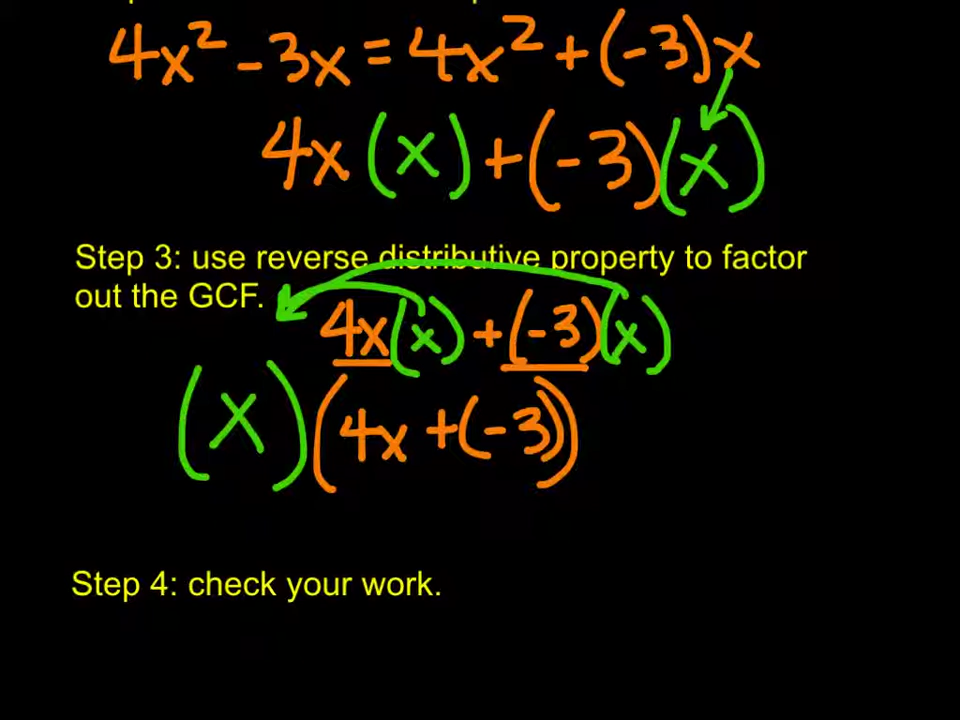 4x² - 3x = 4x² + (-3)x
4x(x) + (-3)(x)
Step 3: use reverse distributive property to factor
out the GCF.
4x(x) + (-3)(x)
(x)(4x + (-3))
Step 4: check your work.